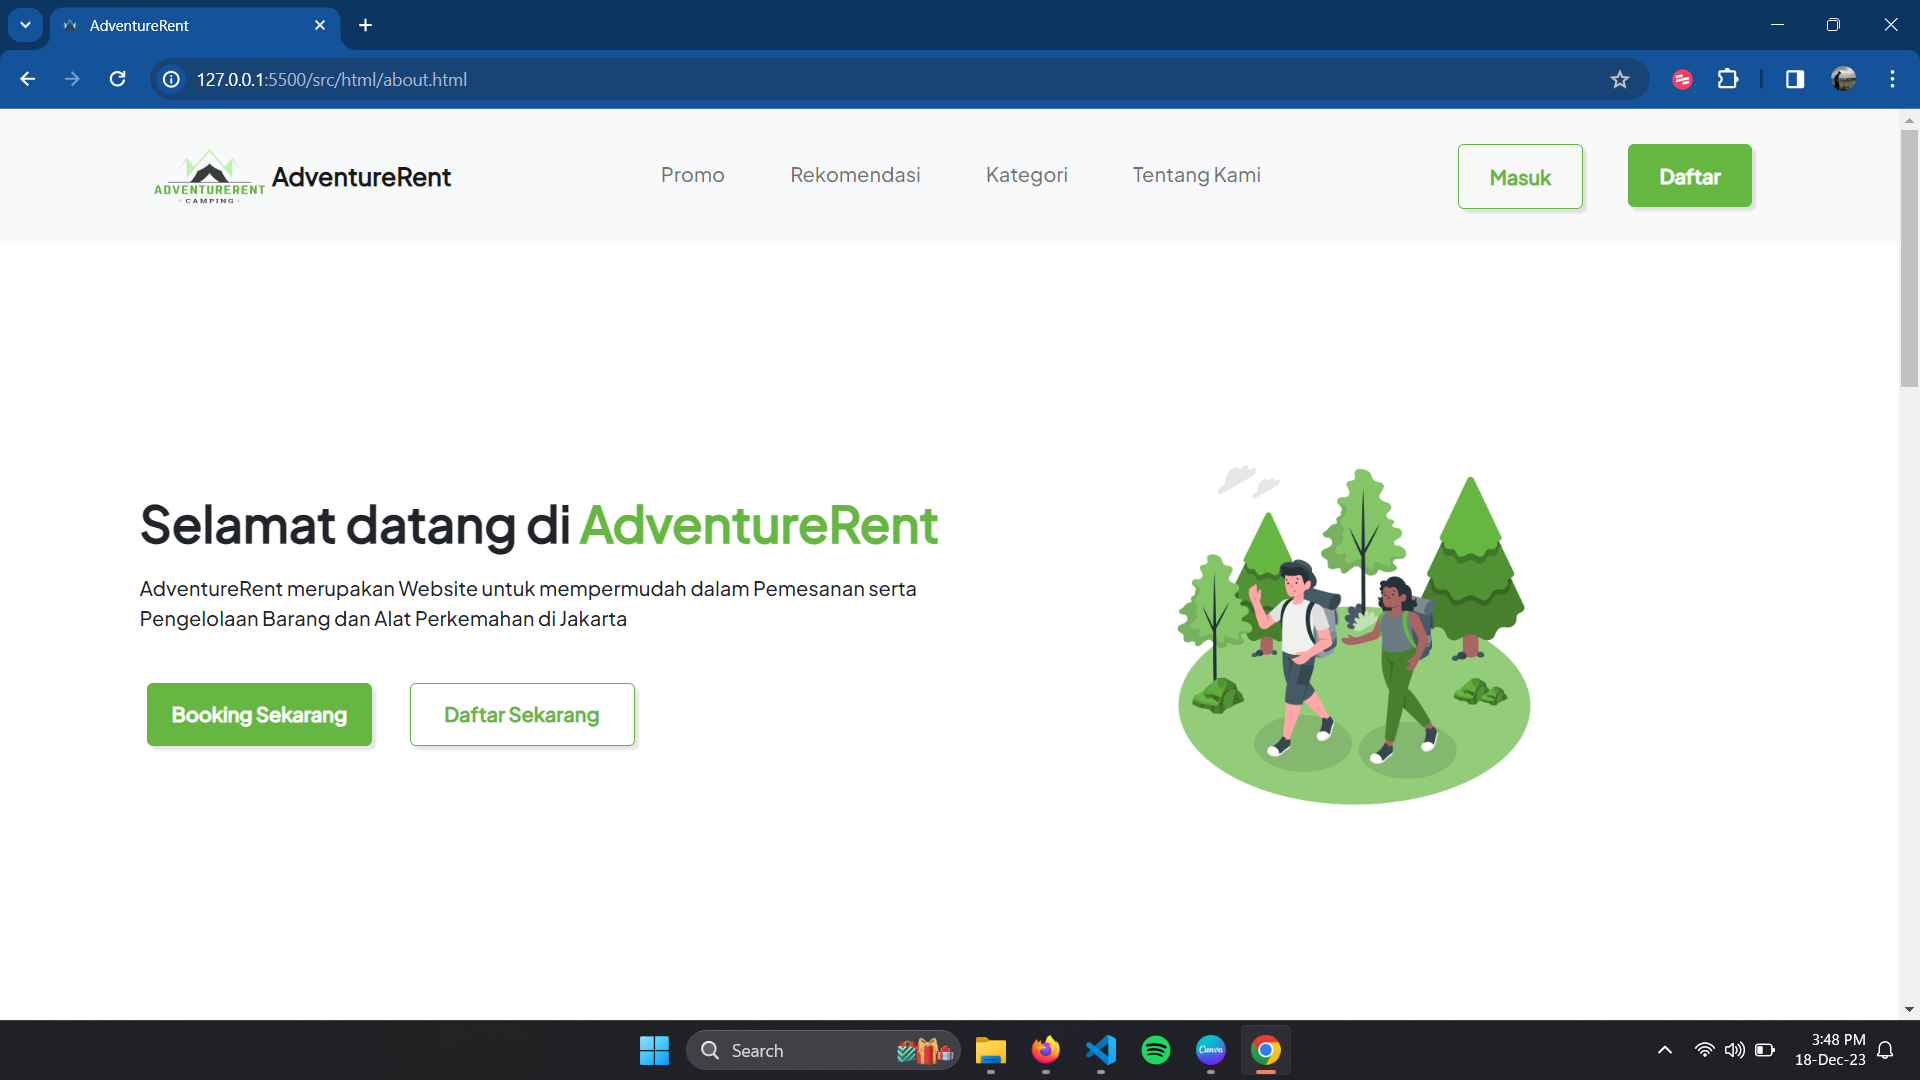 AdventureRent
127.0.0.1:5500/src/html/about.html
ADVENTURERENT
CAMPING
AdventureRent
Promo
Rekomendasi
Kategori
Tentang Kami
Masuk
Daftar
Selamat datang di AdventureRent
AdventureRent merupakan Website untuk mempermudah dalam Pemesanan serta
Pengelolaan Barang dan Alat Perkemahan di Jakarta
Booking Sekarang
Daftar Sekarang
Search
Canva
3:48 PM
18-Dec-23